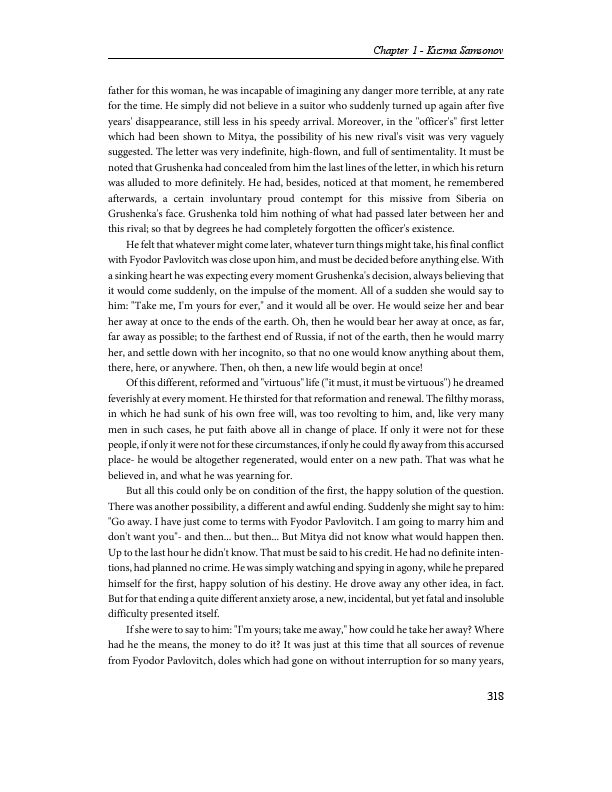 Chapter 1 - Kuzma Samsonov
father for this woman, he was incapable of imagining any danger more terrible, at any rate
for the time. He simply did not believe in a suitor who suddenly turned up again after five
years' disappearance, still less in his speedy arrival. Moreover, in the "officer's" first letter
which had been shown to Mitya, the possibility of his new rival's visit was very vaguely
suggested. The letter was very indefinite, high-flown, and full of sentimentality. It must be
noted that Grushenka had concealed from him the last lines of the letter, in which his return
was alluded to more definitely. He had, besides, noticed at that moment, he remembered
afterwards, a certain involuntary proud contempt for this missive from Siberia on
Grushenka's face. Grushenka told him nothing of what had passed later between her and
this rival; so that by degrees he had completely forgotten the officer's existence.
He felt that whatever might come later, whatever turn things might take, his final conflict
with Fyodor Pavlovitch was close upon him, and must be decided before anything else. With
a sinking heart he was expecting every moment Grushenka's decision, always believing that
it would come suddenly, on the impulse of the moment. All of a sudden she would say to
him: "Take me, I'm yours for ever," and it would all be over. He would seize her and bear
her away at once to the ends of the earth. Oh, then he would bear her away at once, as far,
far away as possible; to the farthest end of Russia, if not of the earth, then he would marry
her, and settle down with her incognito, so that no one would know anything about them,
there, here, or anywhere. Then, oh then, a new life would begin at once!
Of this different, reformed and "virtuous" life ("it must, it must be virtuous") he dreamed
feverishly at every moment. He thirsted for that reformation and renewal. The filthy morass,
in which he had sunk of his own free will, was too revolting to him, and, like very many
men in such cases, he put faith above all in change of place. If only it were not for these
people, if only it were not for these circumstances, if only he could fly away from this accursed
place- he would be altogether regenerated, would enter on a new path. That was what he
believed in, and what he was yearning for.
But all this could only be on condition of the first, the happy solution of the question.
There was another possibility, a different and awful ending. Suddenly she might say to him:
"Go away. I have just come to terms with Fyodor Pavlovitch. I am going to marry him and
don't want you"- and then... but then... But Mitya did not know what would happen then.
Up to the last hour he didn't know. That must be said to his credit. He had no definite inten-
tions, had planned no crime. He was simply watching and spying in agony, while he prepared
himself for the first, happy solution of his destiny. He drove away any other idea, in fact.
But for that ending a quite different anxiety arose, a new, incidental, but yet fatal and insoluble
difficulty presented itself.
If she were to say to him: "I'm yours; take me away," how could he take her away? Where
had he the means, the money to do it? It was just at this time that all sources of revenue
from Fyodor Pavlovitch, doles which had gone on without interruption for so many years,
318